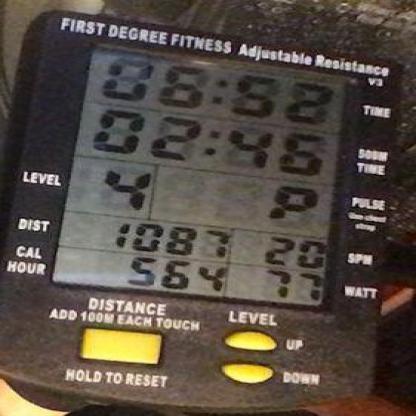 FIRST DEGREE FITNESS Adjustable Resistance
V3
06:52 TIME
02:46 500M TIME
LEVEL 4 P PULSE
Use chest strap
DIST 1087 20 SPM
CAL HOUR 564 77 WATT
DISTANCE
ADD 100M EACH TOUCH
LEVEL
UP
DOWN
HOLD TO RESET